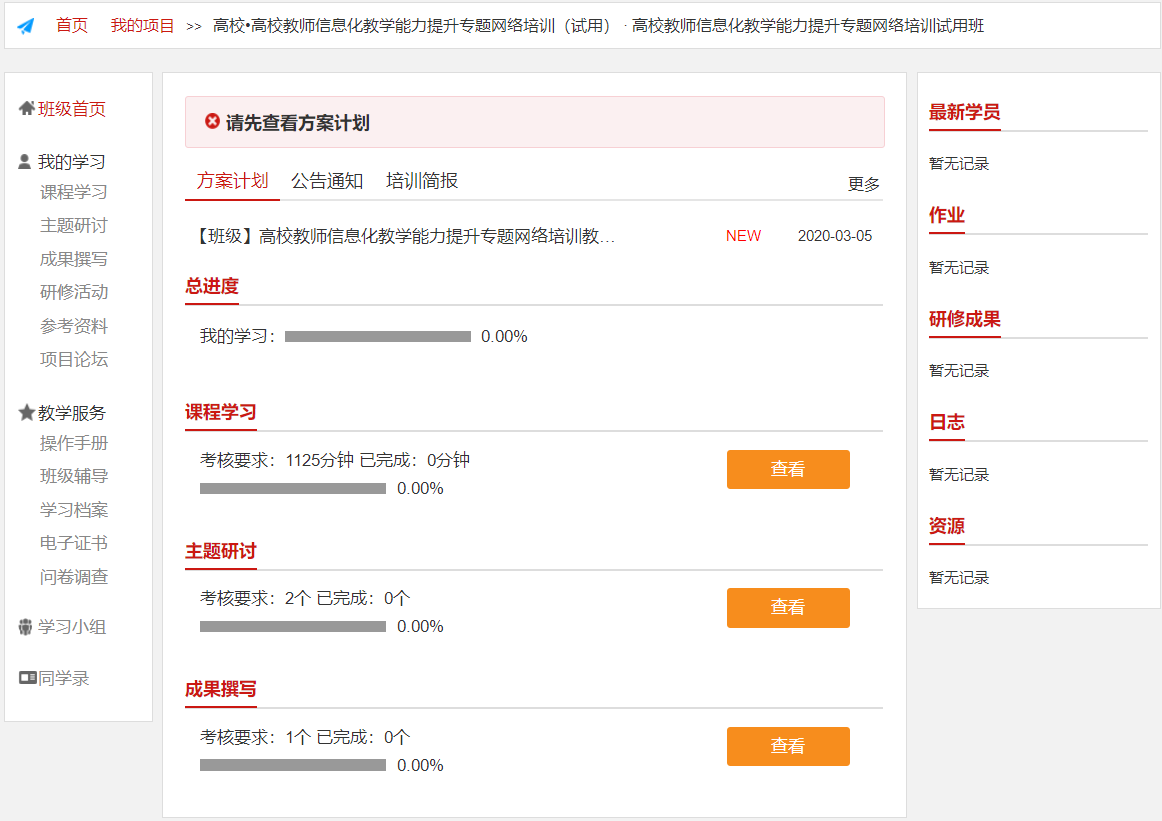 首页 我的项目 >> 高校•高校教师信息化教学能力提升专题网络培训（试用） · 高校教师信息化教学能力提升专题网络培训试用班
班级首页
我的学习
课程学习
主题研讨
成果撰写
研修活动
参考资料
项目论坛
教学服务
操作手册
班级辅导
学习档案
电子证书
问卷调查
学习小组
同学录
请先查看方案计划
方案计划 公告通知 培训简报 更多
【班级】高校教师信息化教学能力提升专题网络培训教... NEW 2020-03-05
总进度
我的学习： 0.00%
课程学习
考核要求：1125分钟 已完成：0分钟
0.00%
查看
主题研讨
考核要求：2个 已完成：0个
0.00%
查看
成果撰写
考核要求：1个 已完成：0个
0.00%
查看
最新学员
暂无记录
作业
暂无记录
研修成果
暂无记录
日志
暂无记录
资源
暂无记录